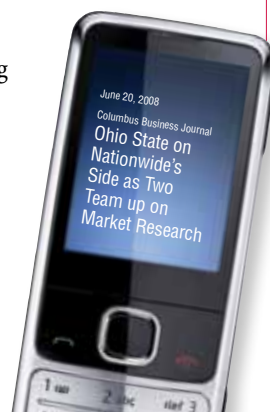 g
June 20, 2008
Columbus Business Journal
Ohio State on
Nationwide's
Side as Two
Team up on
Market Research
1
2
def 3